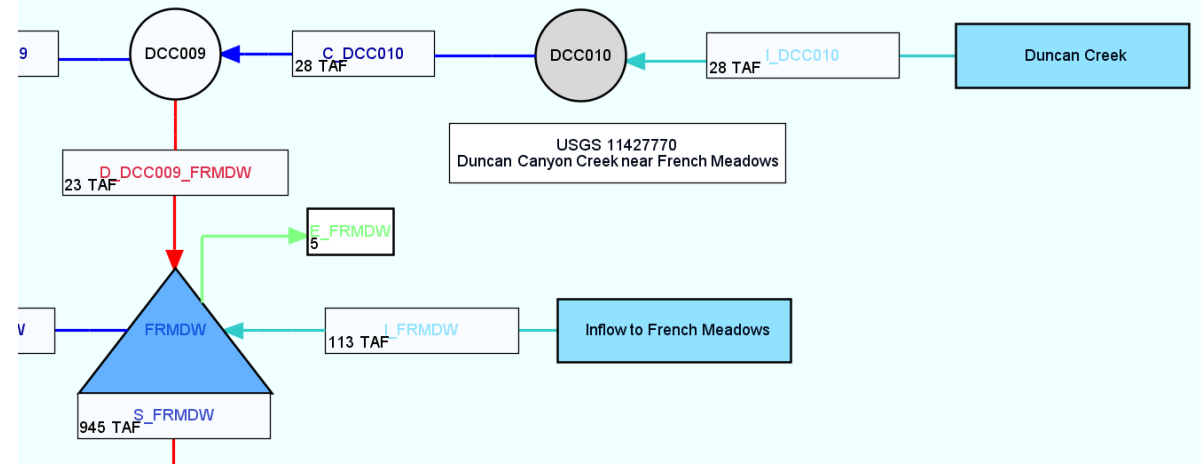 9
DCC009
C_DCC010
28 TAF
DCC010
I_DCC010
28 TAF
Duncan Creek
USGS 11427770
Duncan Canyon Creek near French Meadows
D_DCC009_FRMDW
23 TAF
E_FRMDW
5
W
FRMDW
I_FRMDW
113 TAF
Inflow to French Meadows
S_FRMDW
945 TAF